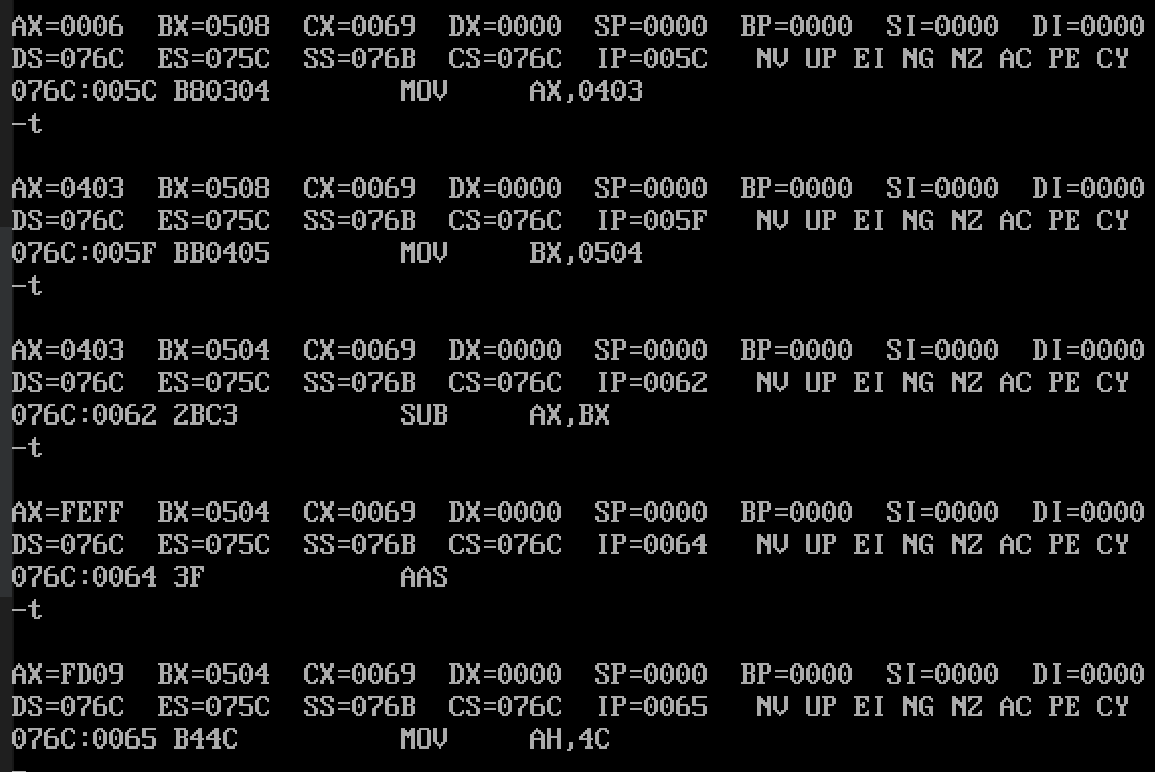 AX=0006  BX=0508  CX=0069  DX=0000  SP=0000  BP=0000  SI=0000  DI=0000
DS=076C  ES=075C  SS=076B  CS=076C  IP=005C   NV UP EI NG NZ AC PE CY
076C:005C B80304        MOV     AX,0403
-t
AX=0403  BX=0508  CX=0069  DX=0000  SP=0000  BP=0000  SI=0000  DI=0000
DS=076C  ES=075C  SS=076B  CS=076C  IP=005F   NV UP EI NG NZ AC PE CY
076C:005F BB0405        MOV     BX,0504
-t
AX=0403  BX=0504  CX=0069  DX=0000  SP=0000  BP=0000  SI=0000  DI=0000
DS=076C  ES=075C  SS=076B  CS=076C  IP=0062   NV UP EI NG NZ AC PE CY
076C:0062 2BC3          SUB     AX,BX
-t
AX=FEFF  BX=0504  CX=0069  DX=0000  SP=0000  BP=0000  SI=0000  DI=0000
DS=076C  ES=075C  SS=076B  CS=076C  IP=0064   NV UP EI NG NZ AC PE CY
076C:0064 3F            AAS
-t
AX=FD09  BX=0504  CX=0069  DX=0000  SP=0000  BP=0000  SI=0000  DI=0000
DS=076C  ES=075C  SS=076B  CS=076C  IP=0065   NV UP EI NG NZ AC PE CY
076C:0065 B44C          MOV     AH,4C